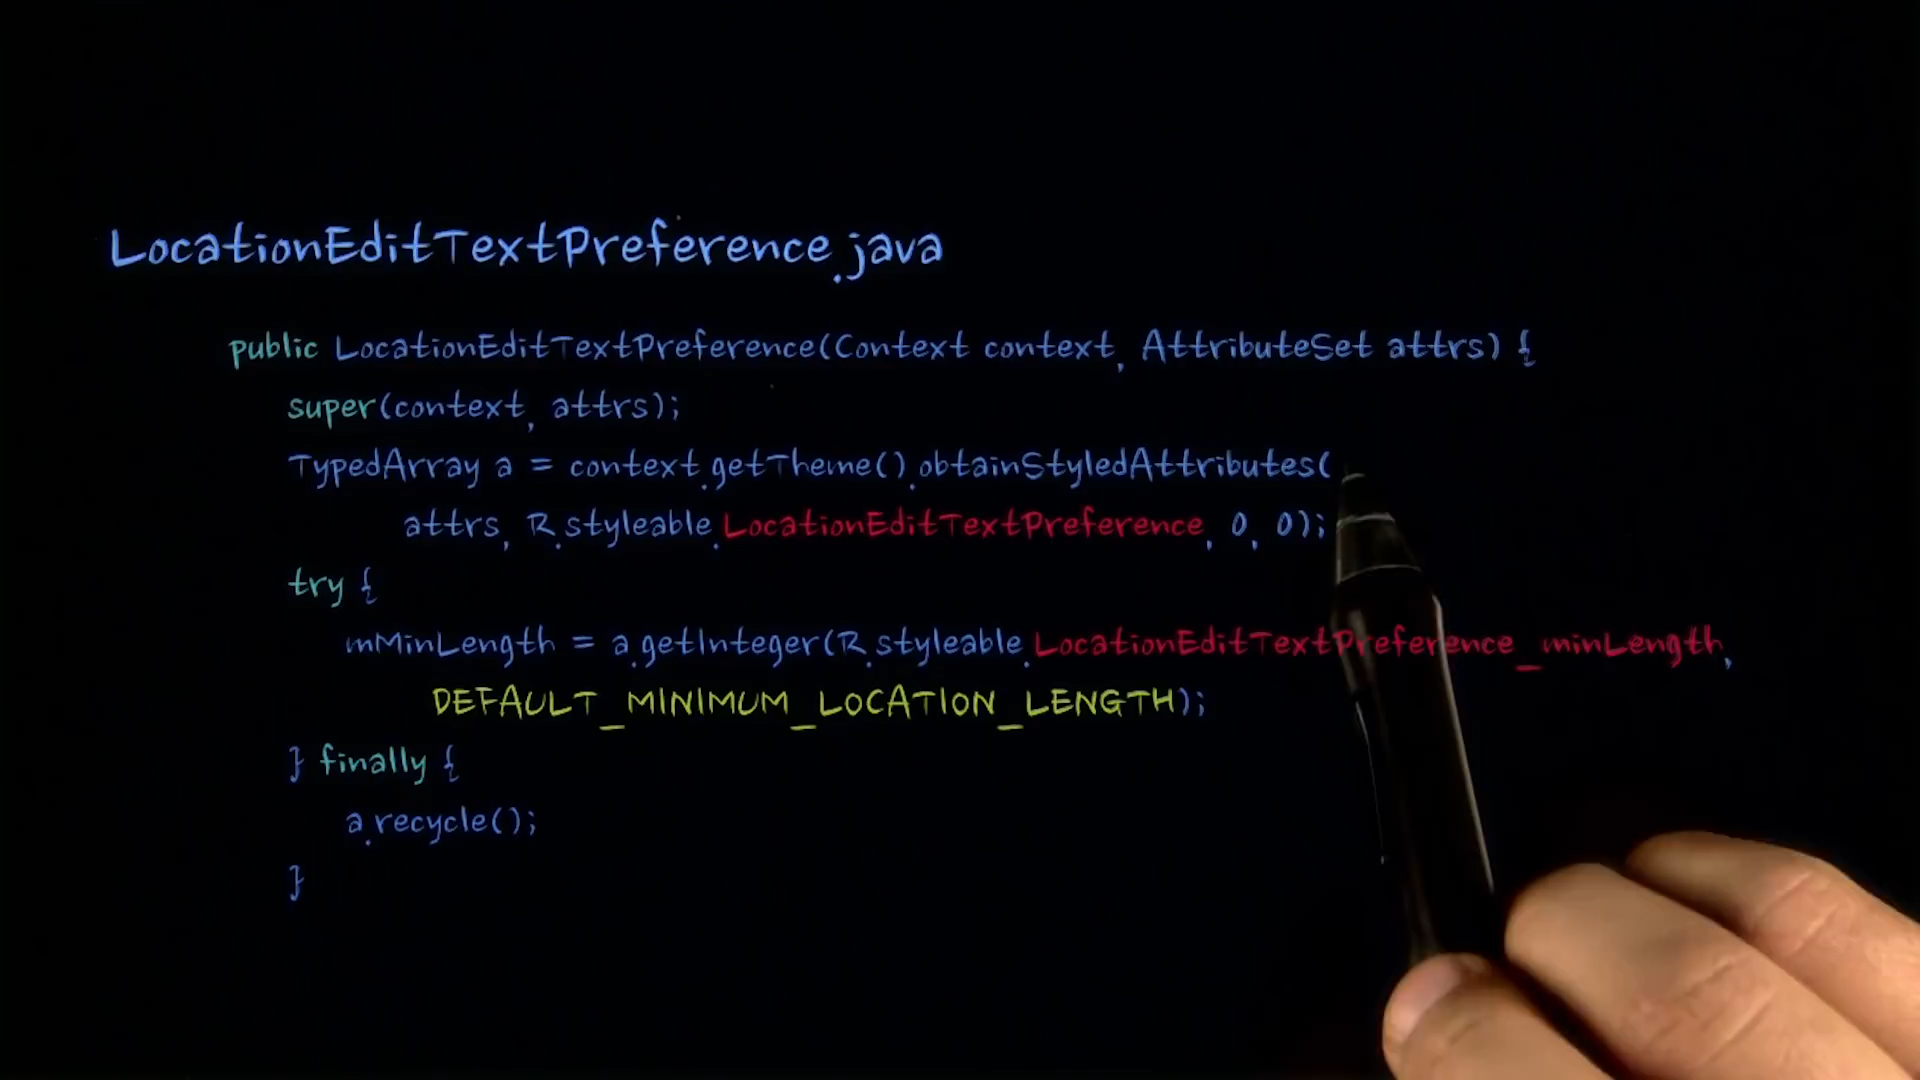 LocationEditTextPreference.java
public LocationEditTextPreference(Context context, AttributeSet attrs) {
super(context, attrs);
TypedArray a = context.getTheme().obtainStyledAttributes(
attrs, R.styleable.LocationEditTextPreference, 0, 0);
try {
mMinLength = a.getInteger(R.styleable.LocationEditTextPreference_minLength,
DEFAULT_MINIMUM_LOCATION_LENGTH);
} finally {
a.recycle();
}